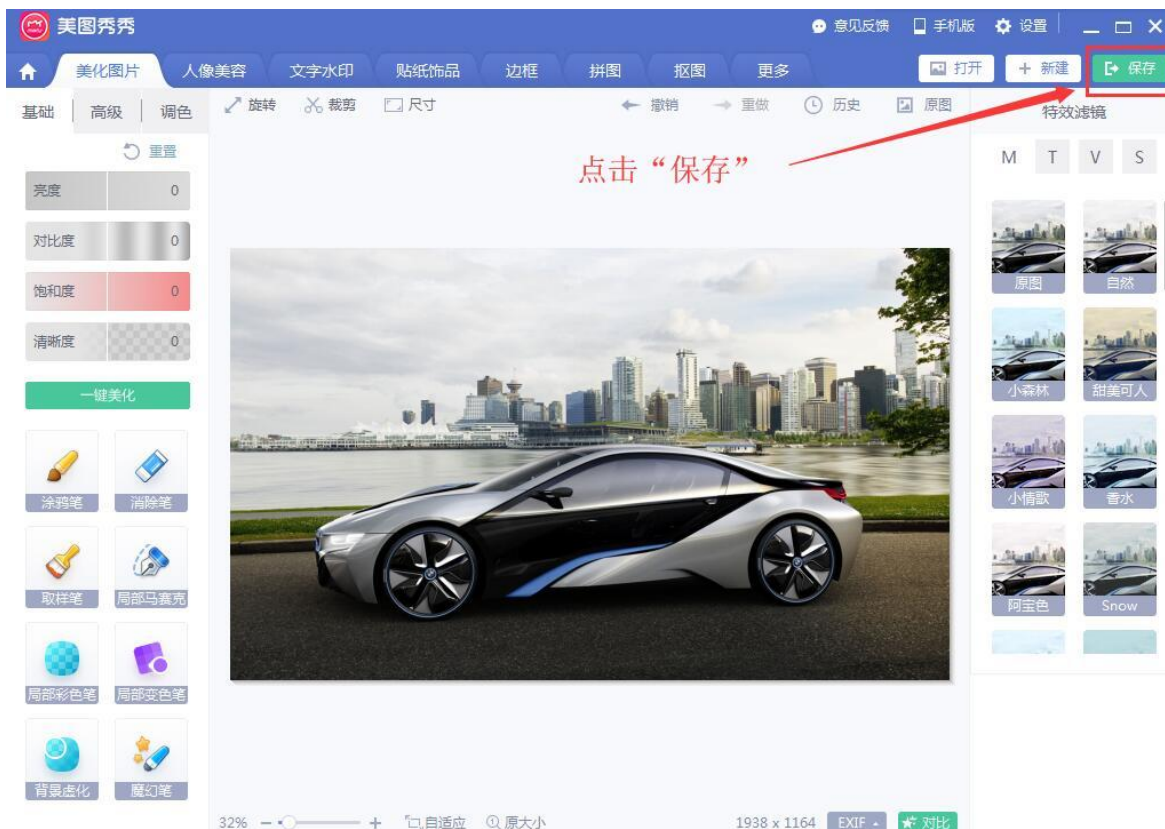 美图秀秀
意见反馈 手机版 设置
美化图片 人像美容 文字水印 贴纸饰品 边框 拼图 抠图 更多 打开 新建 保存
基础 高级 调色 旋转 裁剪 尺寸 撤销 重做 历史 原图 特效滤镜
重置
点击“保存”
M T V S
亮度 0
对比度 0
饱和度 0
清晰度 0
一键美化
原图 自然
小森林 甜美可人
涂鸦笔 消除笔
小情歌 香水
取样笔 局部马赛克
阿宝色 Snow
局部彩色笔 局部变色笔
背景虚化 魔幻笔
32% 自适应 原大小 1938 x 1164 EXIF 对比